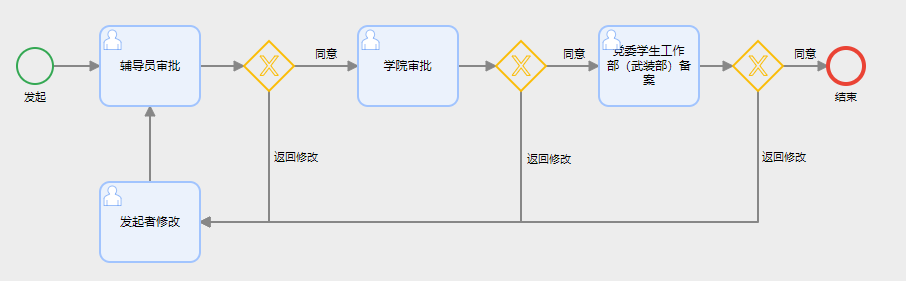 发起
辅导员审批
同意
学院审批
同意
党委学生工作
部（武装部）备
案
同意
结束
返回修改
返回修改
返回修改
发起者修改